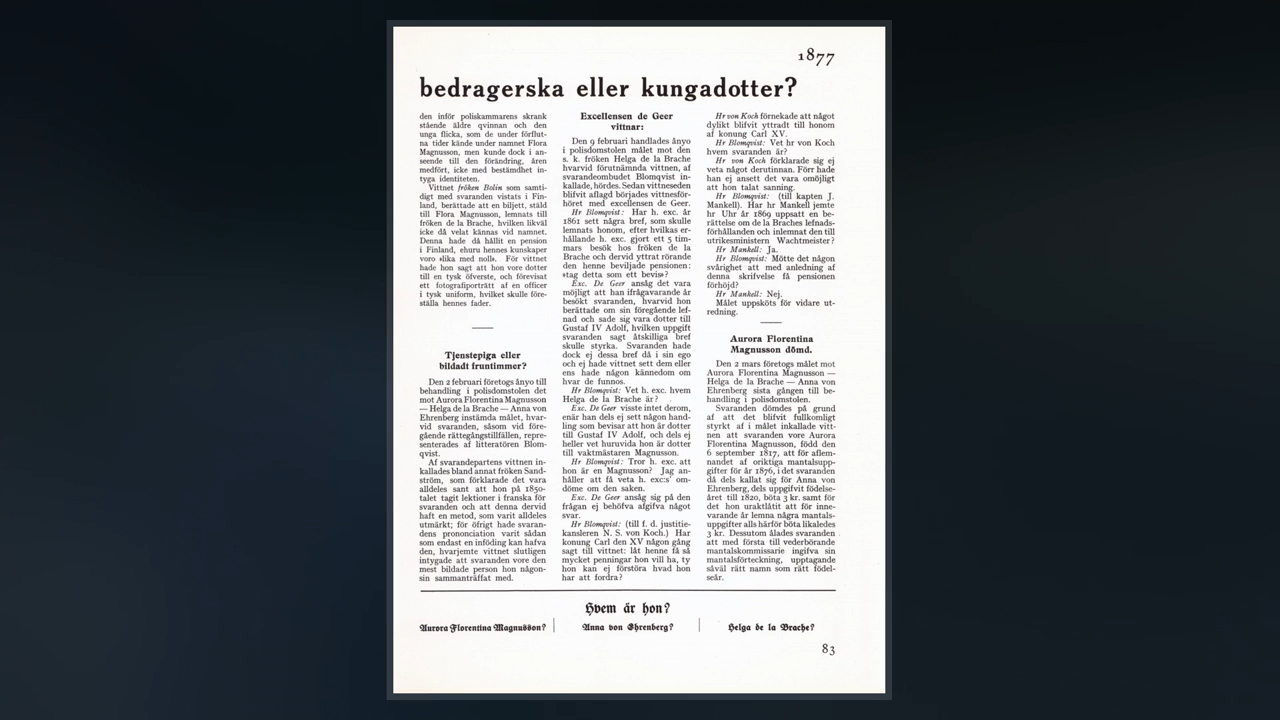 1877
bedragerska eller kungadotter?
den inför poliskammarens skrank
stående äldre qvinnan och den
unga flicka, som de under förflut-
na tider kände under namnet Flora
Magnusson, men kunde dock i an-
seende till den förändring, åren
medfört, icke med bestämdhet in-
tyga identiteten.
Vittnet fröken Bolin som samti-
digt med svaranden vistats i Fin-
land, berättade att en biljett, stäld
till Flora Magnusson, lemnats till
fröken de la Brache, hvilken likväl
icke då velat kännas vid namnet.
Denna hade då hållit en pension
i Finland, ehuru hennes kunskaper
voro »lika med noll». För vittnet
hade hon sagt att hon vore dotter
till en tysk öfverste, och förevisat
ett fotografiporträtt af en officer
i tysk uniform, hvilket skulle före-
ställa hennes fader.
Tjenstepiga eller
bildadt fruntimmer?
Den 2 februari företogs ånyo till
behandling i polisdomstolen det
mot Aurora Florentina Magnusson
— Helga de la Brache — Anna von
Ehrenberg instämda målet, hvar-
vid svaranden, såsom vid före-
gående rättegångstillfällen, repre-
senterades af litteratören Blom-
qvist.
Af svarandepartens vittnen in-
kallades bland annat fröken Sand-
ström, som förklarade det vara
alldeles sant att hon på 1850-
talet tagit lektioner i franska för
svaranden och att denna dervid
haft en metod, som varit alldeles
utmärkt; för öfrigt hade svaran-
dens prononciation varit sådan
som endast en infödingkan hafva
den, hvarjemte vittnet slutligen
intygade att svaranden vore den
mest bildade person hon någon-
sin sammanträffat med.
Excellensen de Geer
vittnar:
Den 9 februari handlades ånyo
i polisdomstolen målet mot den
s. k. fröken Helga de la Brache
hvarvid förutnämnda vittnen, af
svarandeombudet Blomqvist in-
kallade, hördes. Sedan vittneseden
blifvit aflagd börjades vittnesför-
höret med excellensen de Geer.
Hr Blomqvist: Har h. exc. år
1861 sett några bref, som skulle
lemnats honom, efter hvilkas er-
hållande h. exc. gjort ett 5 tim-
mars besök hos fröken de la
Brache och dervid yttrat rörande
den henne beviljade pensionen:
»tag detta som ett bevis»?
Exc. De Geer ansåg det vara
möjligt att han ifrågavarande år
besökt svaranden, hvarvid hon
berättade om sin föregående lef-
nad och sade sig vara dotter till
Gustaf IV Adolf, hvilken uppgift
svaranden sagt åtskilliga bref
skulle styrka. Svaranden hade
dock ej dessa bref då i sin ego
och ej hade vittnet sett dem eller
ens hade någon kännedom om
hvar de funnos.
Hr Blomqvist: Vet h. exc. hvem
Helga de la Brache är?
Exc. De Geer visste intet derom,
enär han dels ej sett någon hand-
ling som bevisar att hon är dotter
till Gustaf IV Adolf, och dels ej
heller vet huruvida hon är dotter
till vaktmästaren Magnusson.
Hr Blomqvist: Tror h. exc. att
hon är en Magnusson? Jag an-
håller att få veta h. exc:s' om-
döme om den saken.
Exc. De Geer ansåg sig på den
frågan ej behöfva afgifva något
svar.
Hr Blomqvist: (till f. d. justitie-
kansleren N. S. von Koch.) Har
konung Carl den XV någon gång
sagt till vittnet: låt henne få så
mycket penningar hon vill ha, ty
hon kan ej förstöra hvad hon
har att fordra?
Hr von Koch förnekade att något
dylikt blifvit yttradt till honom
af konung Carl XV.
Hr Blomqvist: Vet hr von Koch
hvem svaranden är?
Hr von Koch förklarade sig ej
veta något derutinnan. Förr hade
han ej ansett det vara omöjligt
att hon talat sanning.
Hr Blomqvist: (till kapten J.
Mankell). Har hr Mankell jemte
hr Uhr år 1869 uppsatt en be-
rättelse om de la Braches lefnads-
förhållanden och inlemnat den till
utrikesministern Wachtmeister?
Hr Mankell: Ja.
Hr Blomqvist: Mötte det någon
svårighet att med anledning af
denna skrifvelse få pensionen
förhöjd?
Hr Mankell: Nej.
Målet uppsköts för vidare ut-
redning.
Aurora Florentina
Magnusson dömd.
Den 2 mars företogs målet mot
Aurora Florentina Magnusson —
Helga de la Brache — Anna von
Ehrenberg sista gången till be-
handling i polisdomstolen.
Svaranden dömdes på grund
af att det blifvit fullkomligt
styrkt af i målet inkallade vitt-
nen att svaranden vore Aurora
Florentina Magnusson, född den
6 september 1817, att för aflem-
nandet af oriktiga mantalsupp-
gifter för år 1876, i det svaranden
då dels kallat sig för Anna von
Ehrenberg, dels uppgifvit födelse-
året till 1820, böta 3 kr. samt för
det hon uraktlåtit att för inne-
varande år lemna några mantals-
uppgifter alls härför böta likaledes
3 kr. Dessutom ålades svaranden
att med första till vederbörande
mantalskommissarie ingifva sin
mantalsförteckning, upptagande
såväl rätt namn som rätt födel-
seår.
Hvem är hon?
Aurora Florentina Magnusson?
Anna von Ehrenberg?
Helga de la Brache?
83